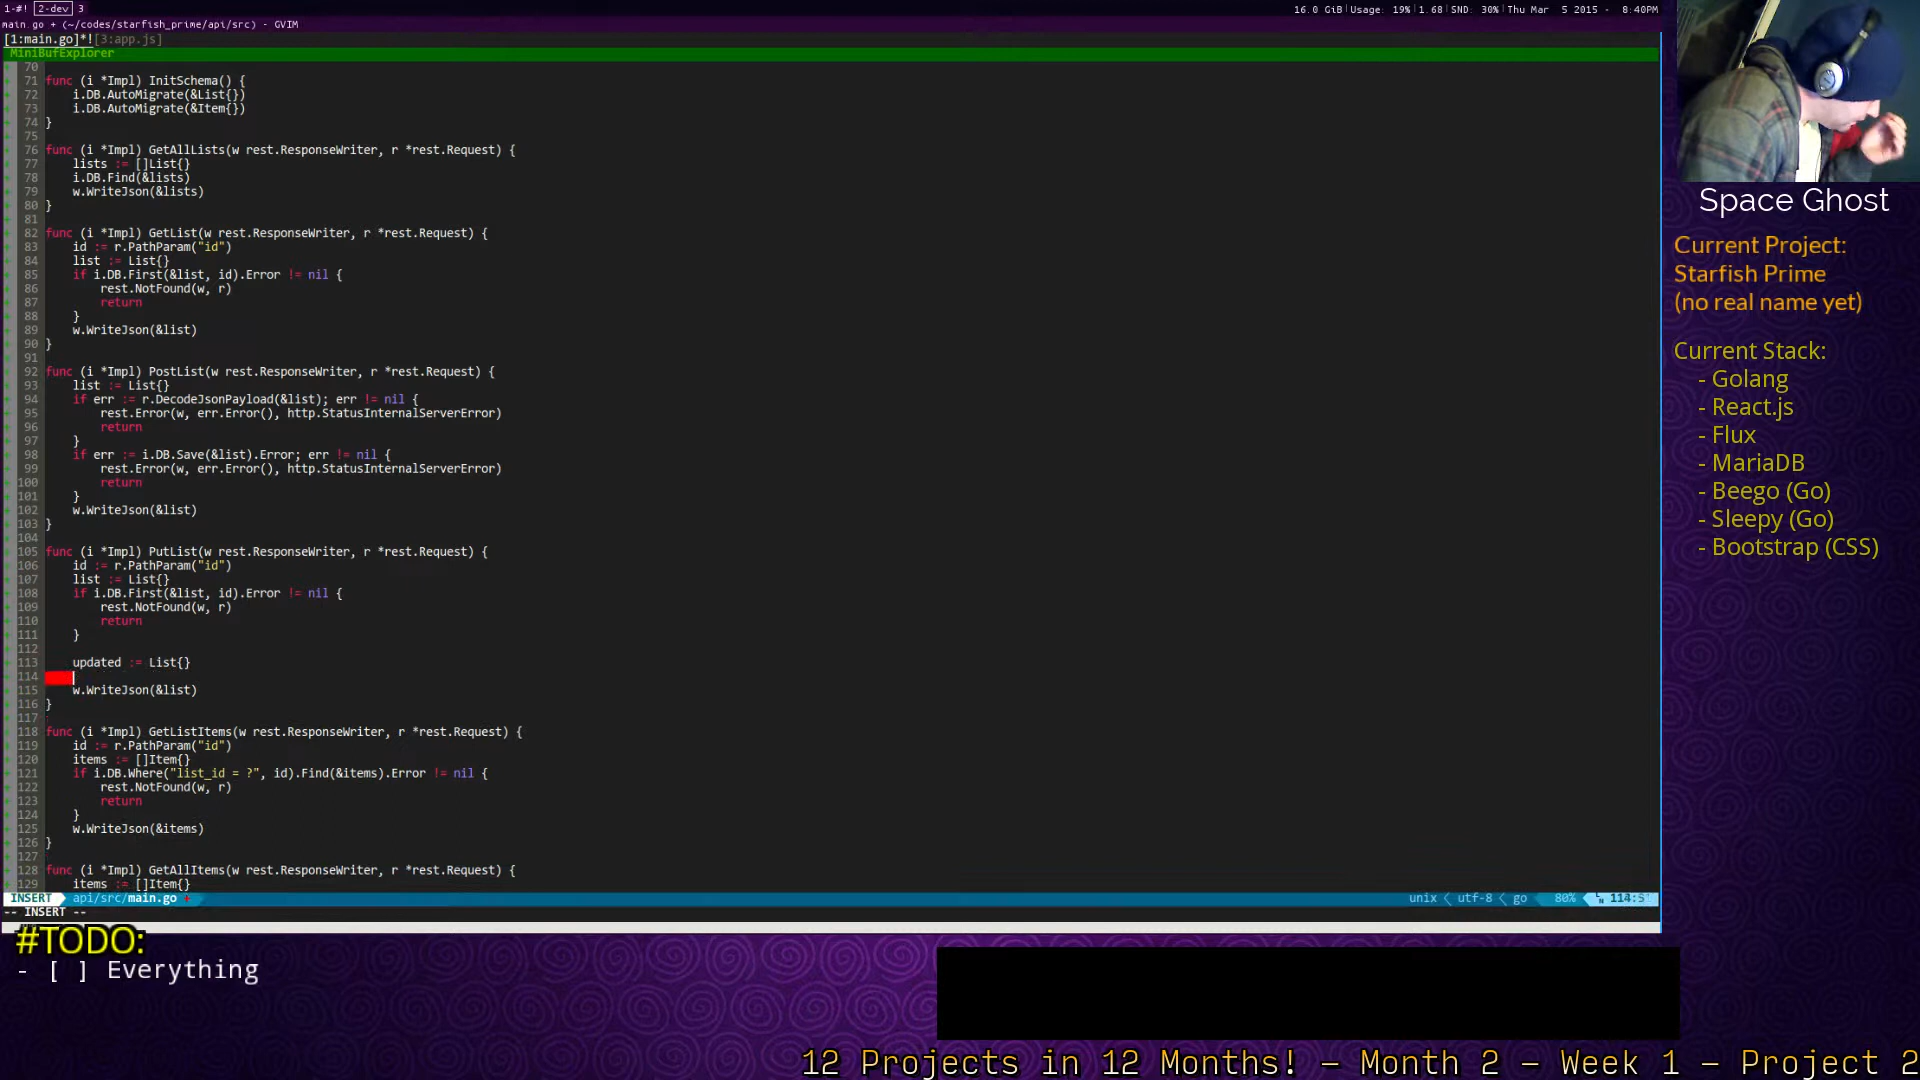 1-#! 2-dev 3
16.0 GiB|Usage: 19%|1.68|SND: 30%|Thu Mar  5 2015 -  8:40PM
main.go + (~/codes/starfish_prime/api/src) - GVIM
[1:main.go]*![3:app.js]
MiniBufExplorer
70
71 func (i *Impl) InitSchema() {
72     i.DB.AutoMigrate(&List{})
73     i.DB.AutoMigrate(&Item{})
74 }
75
76 func (i *Impl) GetAllLists(w rest.ResponseWriter, r *rest.Request) {
77     lists := []List{}
78     i.DB.Find(&lists)
79     w.WriteJson(&lists)
80 }
81
82 func (i *Impl) GetList(w rest.ResponseWriter, r *rest.Request) {
83     id := r.PathParam("id")
84     list := List{}
85     if i.DB.First(&list, id).Error != nil {
86         rest.NotFound(w, r)
87         return
88     }
89     w.WriteJson(&list)
90 }
91
92 func (i *Impl) PostList(w rest.ResponseWriter, r *rest.Request) {
93     list := List{}
94     if err := r.DecodeJsonPayload(&list); err != nil {
95         rest.Error(w, err.Error(), http.StatusInternalServerError)
96         return
97     }
98     if err := i.DB.Save(&list).Error; err != nil {
99         rest.Error(w, err.Error(), http.StatusInternalServerError)
100         return
101     }
102     w.WriteJson(&list)
103 }
104
105 func (i *Impl) PutList(w rest.ResponseWriter, r *rest.Request) {
106     id := r.PathParam("id")
107     list := List{}
108     if i.DB.First(&list, id).Error != nil {
109         rest.NotFound(w, r)
110         return
111     }
112
113     updated := List{}
114
115     w.WriteJson(&list)
116 }
117
118 func (i *Impl) GetListItems(w rest.ResponseWriter, r *rest.Request) {
119     id := r.PathParam("id")
120     items := []Item{}
121     if i.DB.Where("list_id = ?", id).Find(&items).Error != nil {
122         rest.NotFound(w, r)
123         return
124     }
125     w.WriteJson(&items)
126 }
127
128 func (i *Impl) GetAllItems(w rest.ResponseWriter, r *rest.Request) {
129     items := []Item{}
INSERT api/src/main.go + unix utf-8 go 80% 114:5
-- INSERT --
Space Ghost
Current Project:
Starfish Prime
(no real name yet)
Current Stack:
- Golang
- React.js
- Flux
- MariaDB
- Beego (Go)
- Sleepy (Go)
- Bootstrap (CSS)
#TODO:
- [ ] Everything
12 Projects in 12 Months! - Month 2 - Week 1 - Project 2